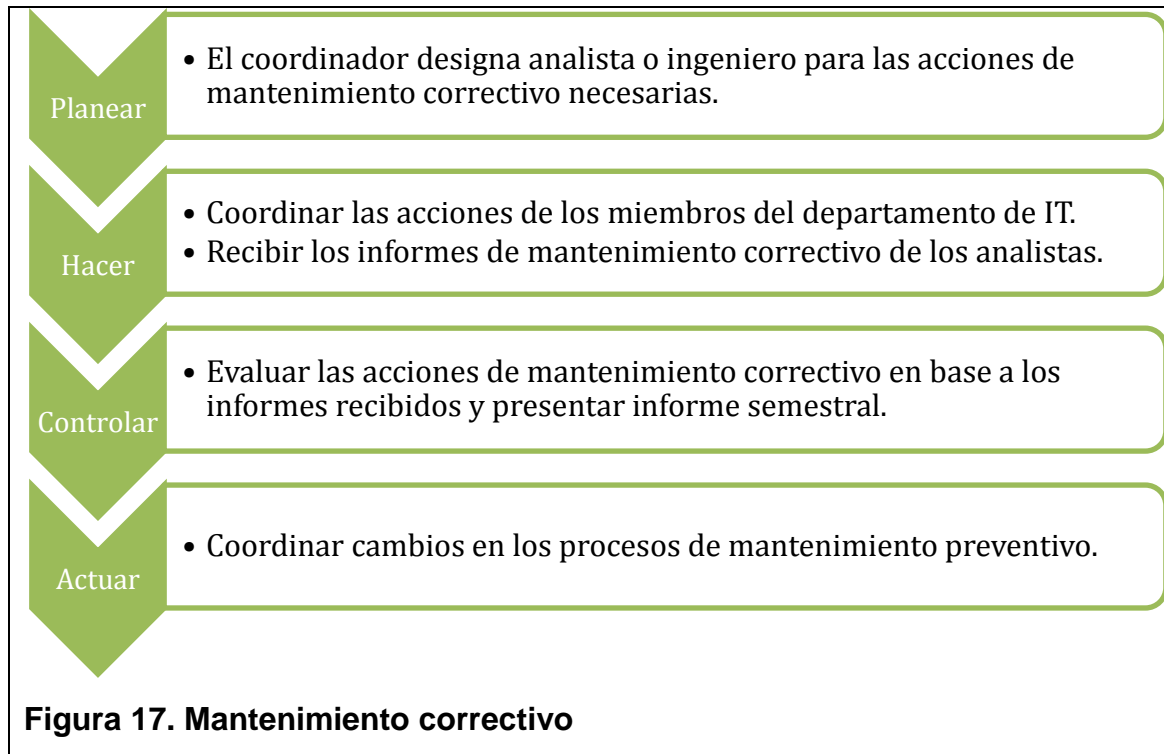 Planear
• El coordinador designa analista o ingeniero para las acciones de
mantenimiento correctivo necesarias.
Hacer
• Coordinar las acciones de los miembros del departamento de IT.
• Recibir los informes de mantenimiento correctivo de los analistas.
Controlar
• Evaluar las acciones de mantenimiento correctivo en base a los
informes recibidos y presentar informe semestral.
Actuar
• Coordinar cambios en los procesos de mantenimiento preventivo.
Figura 17. Mantenimiento correctivo